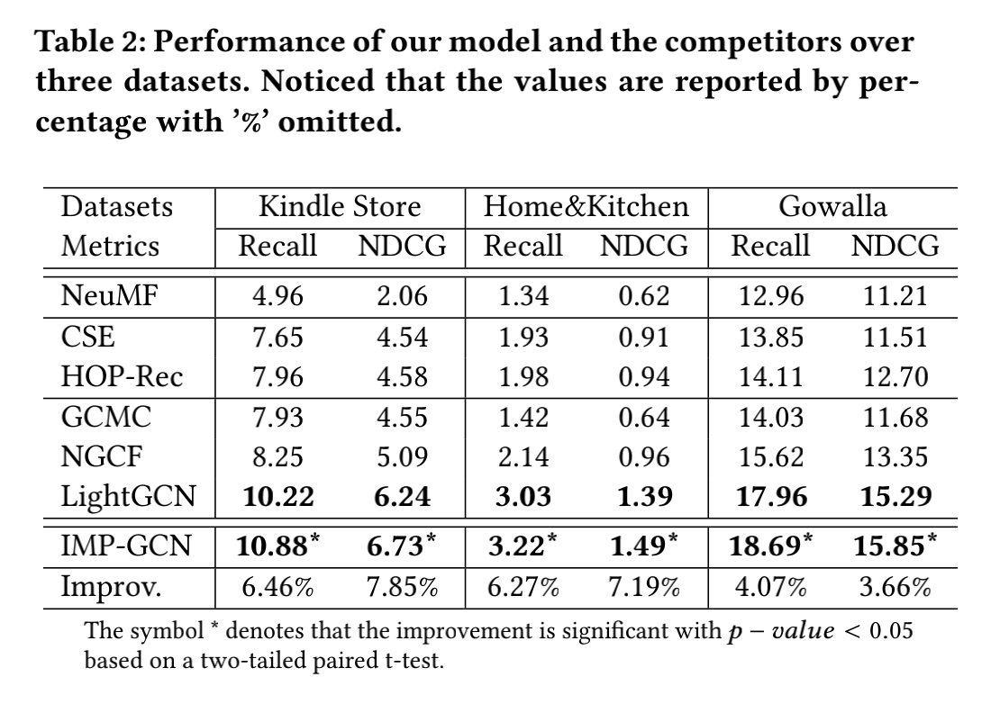 Table 2: Performance of our model and the competitors over
three datasets. Noticed that the values are reported by per-
centage with ’%’ omitted.
Datasets Kindle Store Home&Kitchen Gowalla
Metrics Recall NDCG Recall NDCG Recall NDCG
NeuMF 4.96 2.06 1.34 0.62 12.96 11.21
CSE 7.65 4.54 1.93 0.91 13.85 11.51
HOP-Rec 7.96 4.58 1.98 0.94 14.11 12.70
GCMC 7.93 4.55 1.42 0.64 14.03 11.68
NGCF 8.25 5.09 2.14 0.96 15.62 13.35
LightGCN 10.22 6.24 3.03 1.39 17.96 15.29
IMP-GCN 10.88* 6.73* 3.22* 1.49* 18.69* 15.85*
Improv. 6.46% 7.85% 6.27% 7.19% 4.07% 3.66%
The symbol * denotes that the improvement is significant with p − value < 0.05
based on a two-tailed paired t-test.